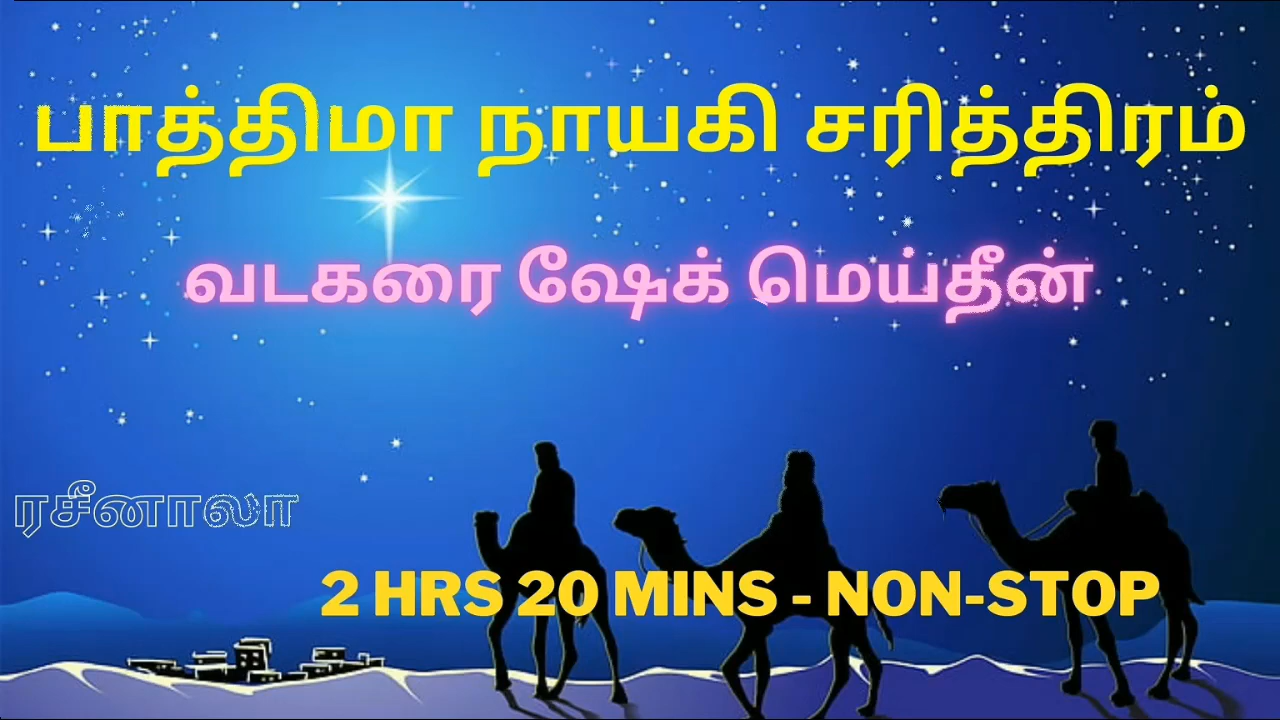 பாத்திமா நாயகி சரித்திரம்
வடகரை ஷேக் மெய்தீன்
ரசீனாலா
2 HRS 20 MINS - NON-STOP